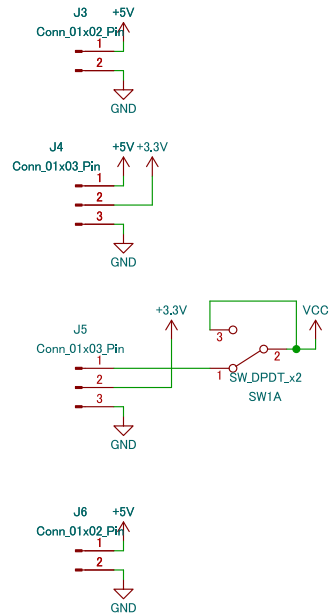 J3 +5V
Conn_01x02_Pin
1
2
GND
J4 +5V +3.3V
Conn_01x03_Pin
1
2
3
GND
+3.3V VCC
J5 3
Conn_01x03_Pin 2
1 1
SW_DPDT_x2
2
SW1A
3
GND
J6 +5V
Conn_01x02_Pin
1
2
GND